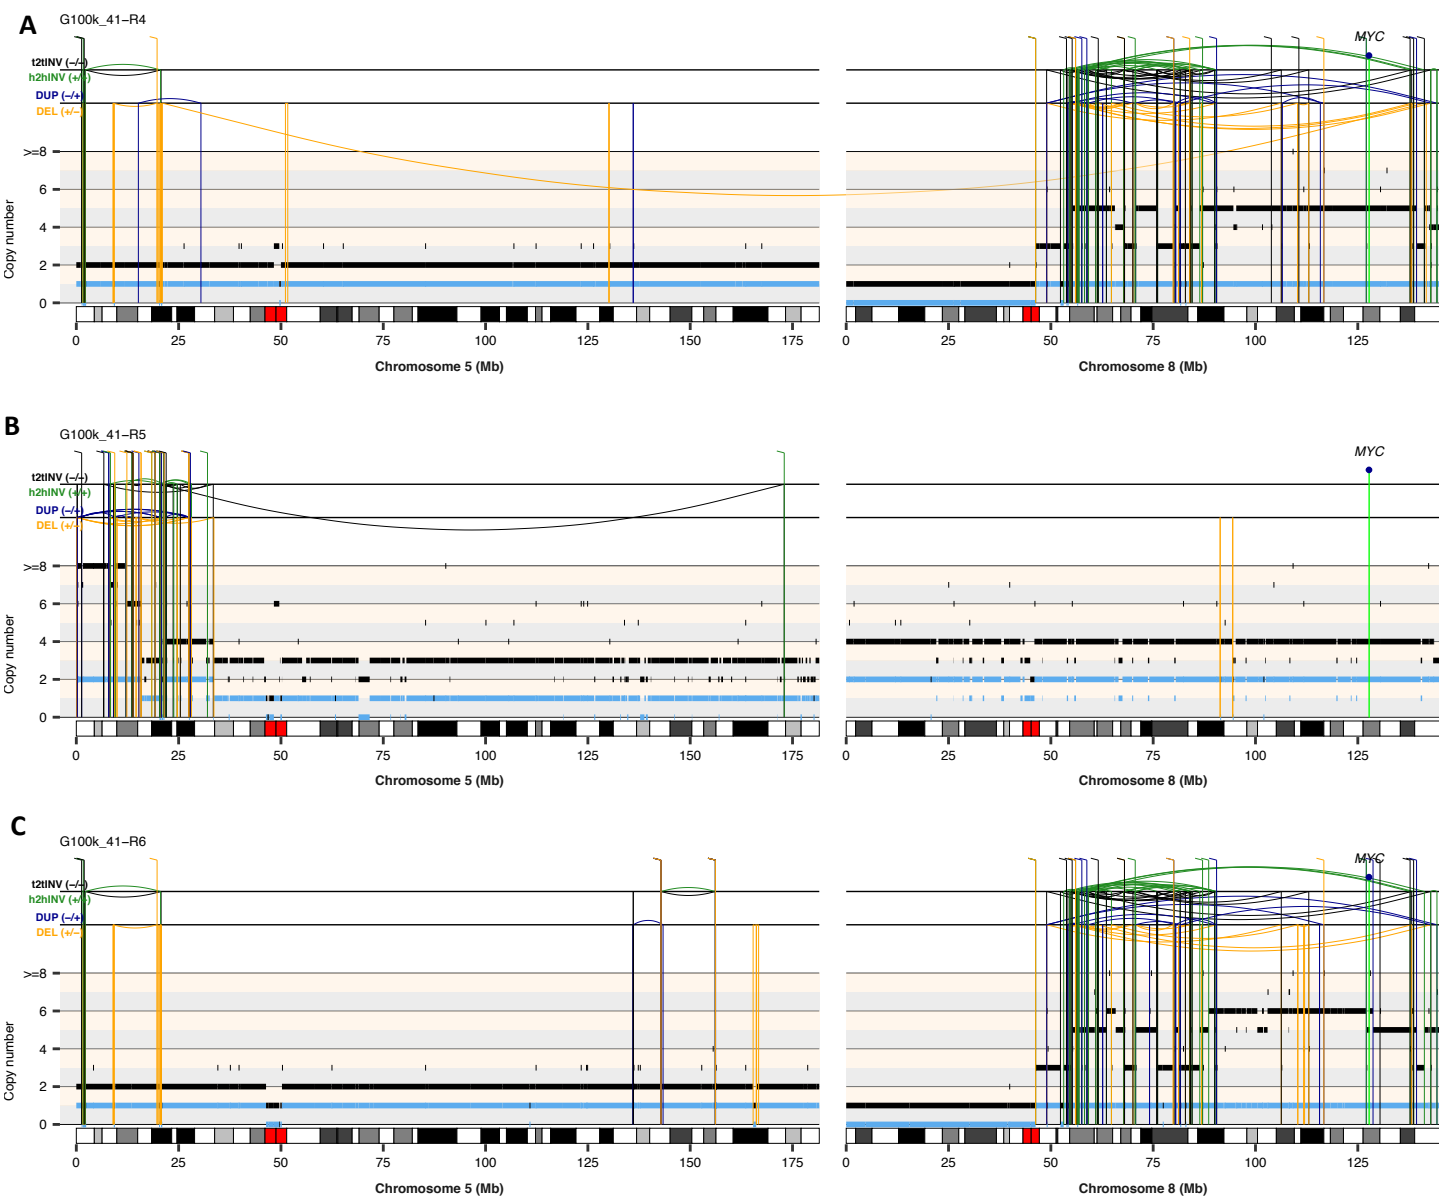 A
G100k_41−R4
MYC
t2tINV (−/−)
h2hINV (+/+)
DUP (−/+)
DEL (+/−)
>=8
6
4
2
0
Copy number
0 25 50 75 100 125 150 175
0 25 50 75 100 125
Chromosome 5 (Mb)
Chromosome 8 (Mb)
B
G100k_41−R5
MYC
t2tINV (−/−)
h2hINV (+/+)
DUP (−/+)
DEL (+/−)
>=8
6
4
2
0
Copy number
0 25 50 75 100 125 150 175
0 25 50 75 100 125
Chromosome 5 (Mb)
Chromosome 8 (Mb)
C
G100k_41−R6
MYC
t2tINV (−/−)
h2hINV (+/+)
DUP (−/+)
DEL (+/−)
>=8
6
4
2
0
Copy number
0 25 50 75 100 125 150 175
0 25 50 75 100 125
Chromosome 5 (Mb)
Chromosome 8 (Mb)